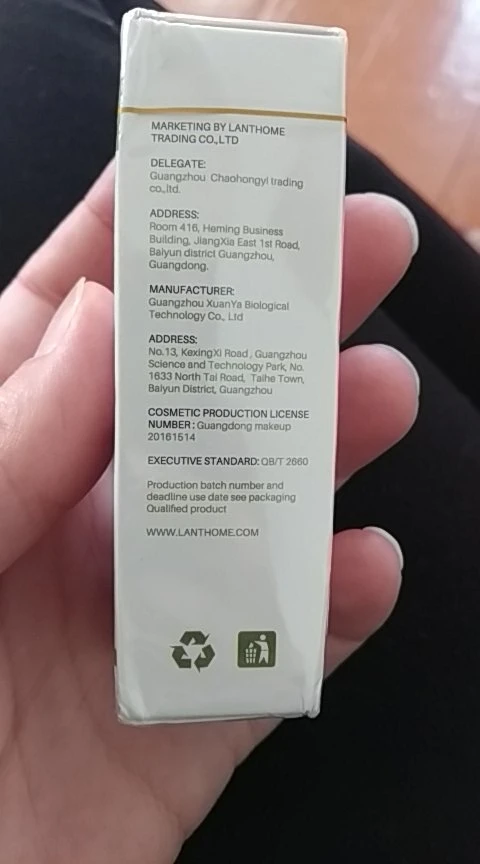 MARKETING BY LANTHOME
TRADING CO,.LTD
DELEGATE:
Guangzhou Chaohongyi trading
co,.ltd.
ADDRESS:
Room 416, Heming Business
Building, JiangXia East 1st Road,
Baiyun district Guangzhou,
Guangdong.
MANUFACTURER:
Guangzhou XuanYa Biological
Technology Co., Ltd
ADDRESS:
No.13, KexingXi Road , Guangzhou
Science and Technology Park, No.
1633 North Tai Road, Taihe Town,
Baiyun District, Guangzhou
COSMETIC PRODUCTION LICENSE
NUMBER : Guangdong makeup
20161514
EXECUTIVE STANDARD: QB/T 2660
Production batch number and
deadline use date see packaging
Qualified product
WWW.LANTHOME.COM